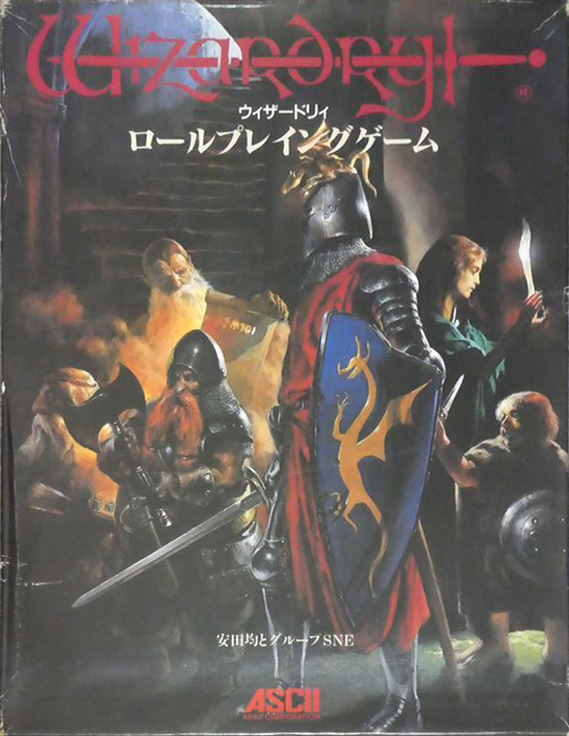 Wizardry
ウィザードリィ
ロールプレイングゲーム
安田均とグループSNE
ASCII
ASCII CORPORATION